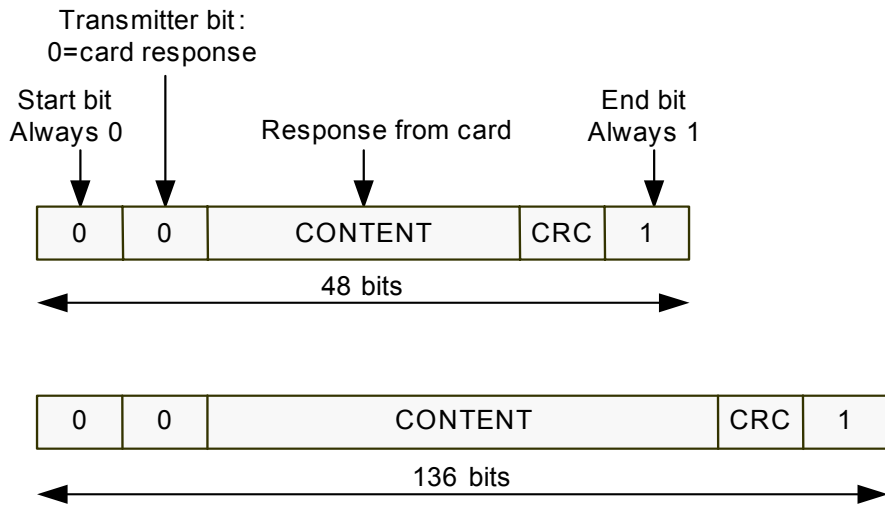 Transmitter bit:
0=card response
Start bit
Always 0
Response from card
End bit
Always 1
0 0 CONTENT CRC 1
48 bits
0 0 CONTENT CRC 1
136 bits